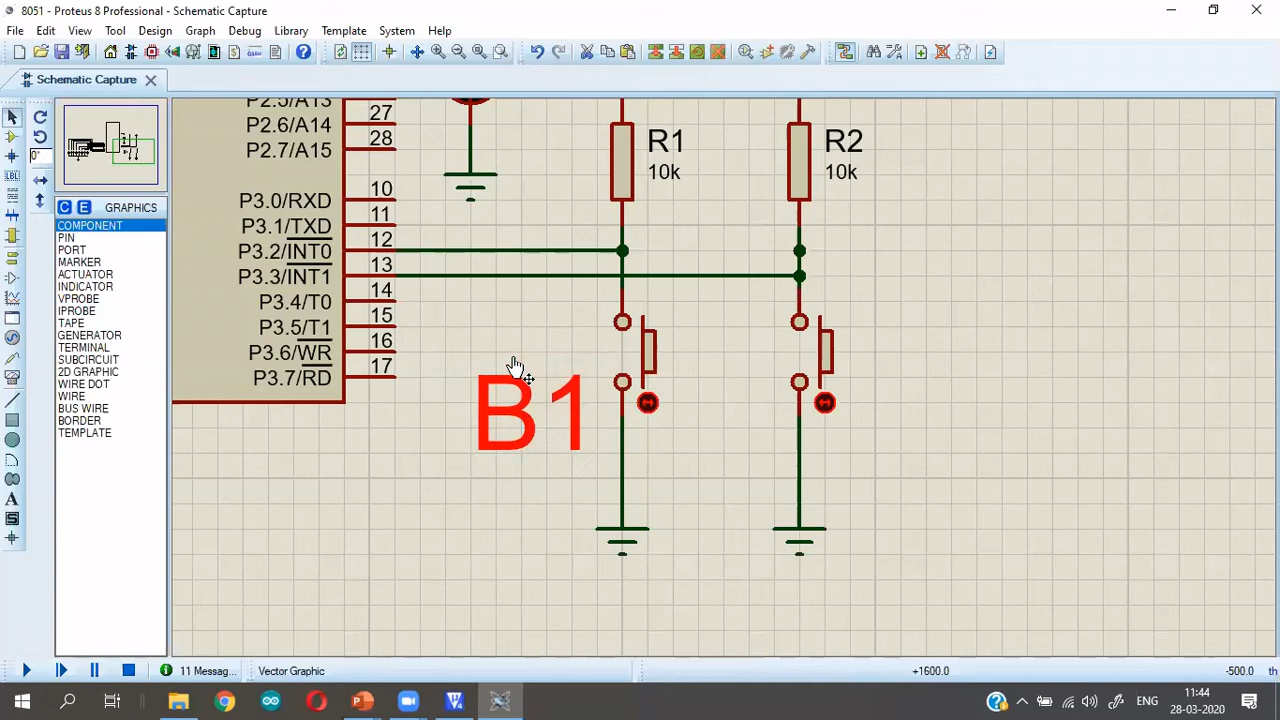 8051 - Proteus 8 Professional - Schematic Capture
File Edit View Tool Design Graph Debug Library Template System Help
Schematic Capture
P2.5/A13
27
P2.6/A14
28
P2.7/A15
10
P3.0/RXD
11
P3.1/TXD
12
P3.2/INT0
13
P3.3/INT1
14
P3.4/T0
15
P3.5/T1
16
P3.6/WR
17
P3.7/RD
R1
10k
R2
10k
B1
0°
LBL
C E GRAPHICS
COMPONENT
PIN
PORT
MARKER
ACTUATOR
INDICATOR
VPROBE
IPROBE
TAPE
GENERATOR
TERMINAL
SUBCIRCUIT
2D GRAPHIC
WIRE DOT
WIRE
BUS WIRE
BORDER
TEMPLATE
11 Messag... Vector Graphic +1600.0 -500.0 th
ENG 11:44
28-03-2020